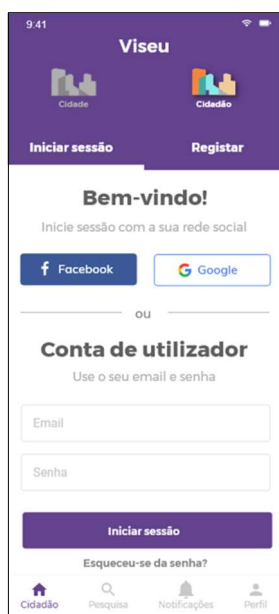 9:41
Viseu
Cidade Cidadão
Iniciar sessão Registar
Bem-vindo!
Inicie sessão com a sua rede social
f Facebook G Google
ou
Conta de utilizador
Use o seu email e senha
Email
Senha
Iniciar sessão
Esqueceu-se da senha?
Cidadão Pesquisa Notificações Perfil